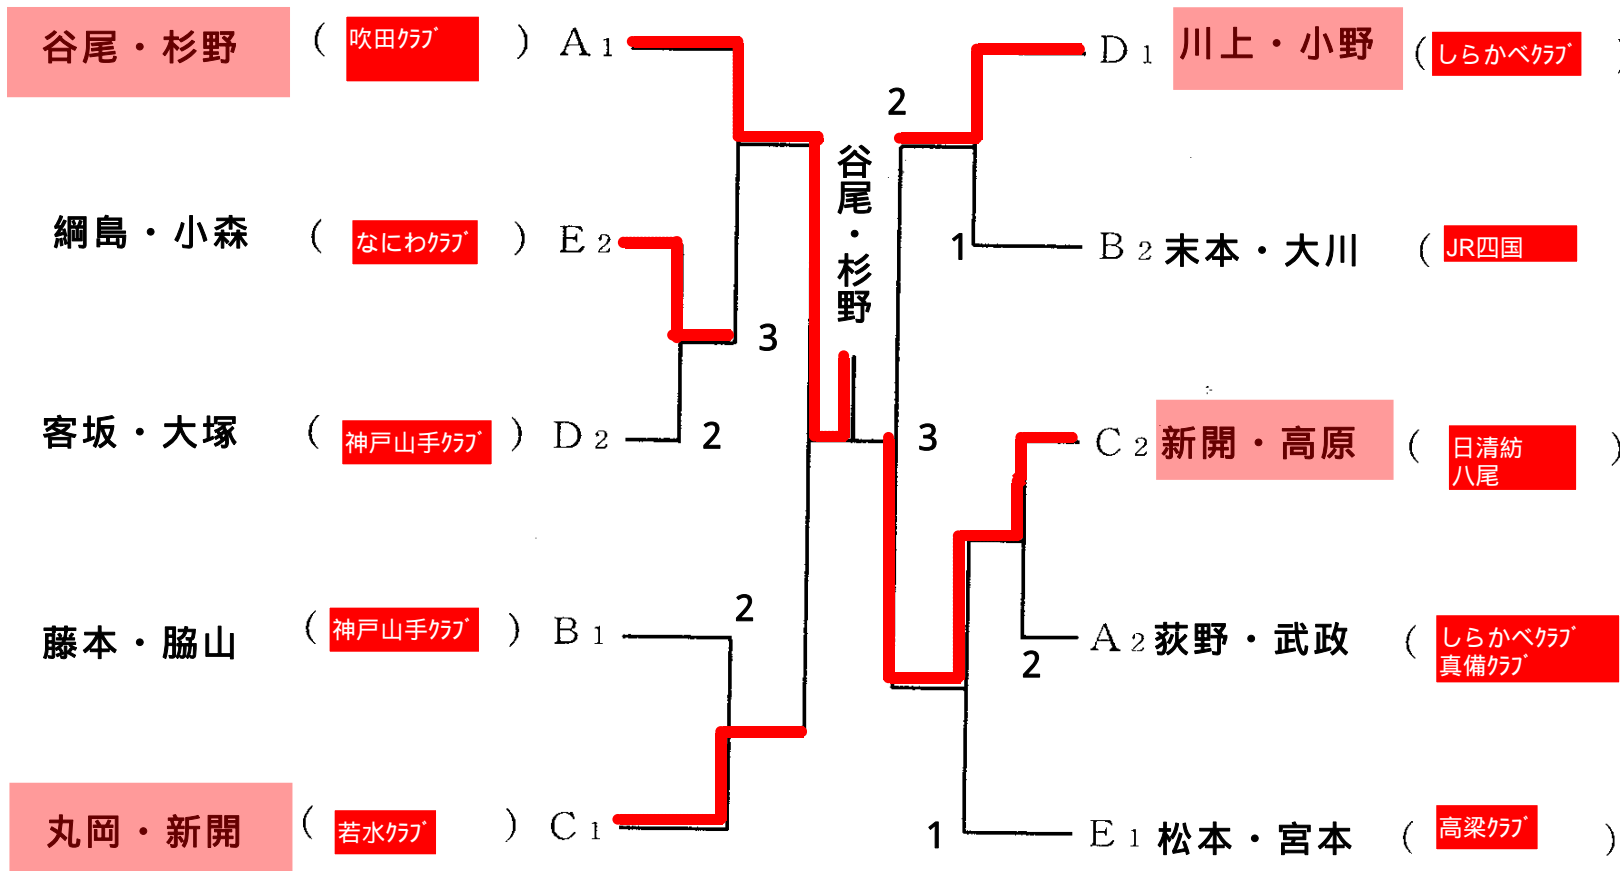 谷尾・杉野 ( 吹田ｸﾗﾌﾞ ) A 1
綱島・小森 ( なにわｸﾗﾌﾞ ) E 2
3
客坂・大塚 ( 神戸山手ｸﾗﾌﾞ ) D 2
2
藤本・脇山 ( 神戸山手ｸﾗﾌﾞ ) B 1
2
丸岡・新開 ( 若水ｸﾗﾌﾞ ) C 1
谷尾・杉野
D 1 川上・小野 ( しらかべｸﾗﾌﾞ )
2
1
B 2 末本・大川 ( JR四国
3
C 2 新開・高原 ( 日清紡
八尾 )
A 2 荻野・武政 ( しらかべｸﾗﾌﾞ
真備ｸﾗﾌﾞ
2
1
E 1 松本・宮本 ( 高梁ｸﾗﾌﾞ )